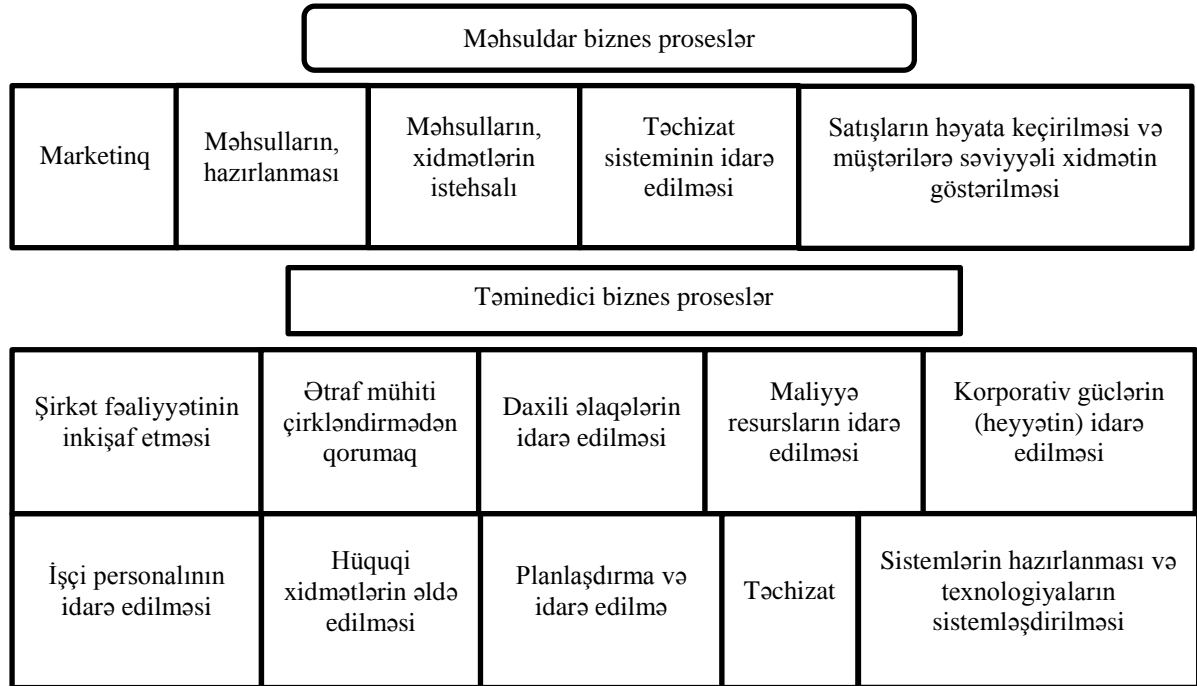 Məhsuldar biznes proseslər
Marketinq
Məhsulların,
hazırlanması
Məhsulların,
xidmətlərin
istehsalı
Təchizat
sisteminin idarə
edilməsi
Satışların həyata keçirilməsi və
müştərilərə səviyyəli xidmətin
göstərilməsi
Təminedici biznes proseslər
Şirkət fəaliyyətinin
inkişaf etməsi
Ətraf mühiti
çirkləndirmədən
qorumaq
Daxili əlaqələrin
idarə edilməsi
Maliyyə
resursların idarə
edilməsi
Korporativ güclərin
(heyyətin) idarə
edilməsi
İşçi personalının
idarə edilməsi
Hüquqi
xidmətlərin əldə
edilməsi
Planlaşdırma və
idarə edilmə
Təchizat
Sistemlərin hazırlanması və
texnologiyaların
sistemləşdirilməsi